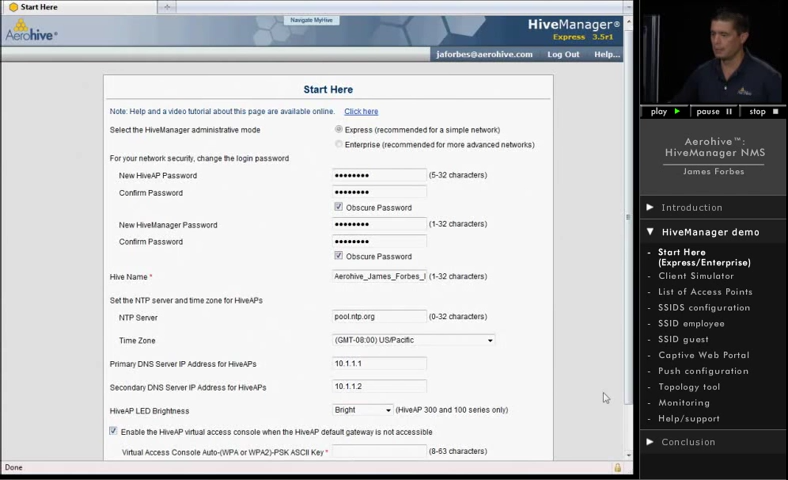 Start Here
Navigate MyHive
Aerohive
HiveManager
Express 3.5r1
jaforbes@aerohive.com Log Out Help...
Start Here
Note: Help and a video tutorial about this page are available online. Click here
Select the HiveManager administrative mode
Express (recommended for a simple network)
Enterprise (recommended for more advanced networks)
For your network security, change the login password
New HiveAP Password •••••••• (5-32 characters)
Confirm Password ••••••••
Obscure Password
New HiveManager Password •••••••• (1-32 characters)
Confirm Password ••••••••
Obscure Password
Hive Name * Aerohive_James_Forbes_ (1-32 characters)
Set the NTP server and time zone for HiveAPs
NTP Server pool.ntp.org (0-32 characters)
Time Zone (GMT-08:00) US/Pacific
Primary DNS Server IP Address for HiveAPs 10.1.1.1
Secondary DNS Server IP Address for HiveAPs 10.1.1.2
HiveAP LED Brightness Bright (HiveAP 300 and 100 series only)
Enable the HiveAP virtual access console when the HiveAP default gateway is not accessible
Virtual Access Console Auto-(WPA or WPA2)-PSK ASCII Key * (8-63 characters)
Done
play pause stop
Aerohive™:
HiveManager NMS
James Forbes
Introduction
HiveManager demo
- Start Here
(Express/Enterprise)
- Client Simulator
- List of Access Points
- SSIDS configuration
- SSID employee
- SSID guest
- Captive Web Portal
- Push configuration
- Topology tool
- Monitoring
- Help/support
Conclusion